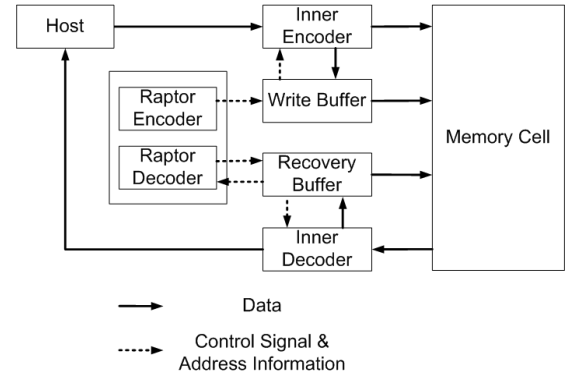 Host
Inner
Encoder
Raptor
Encoder
Write Buffer
Memory Cell
Raptor
Decoder
Recovery
Buffer
Inner
Decoder
Data
Control Signal &
Address Information